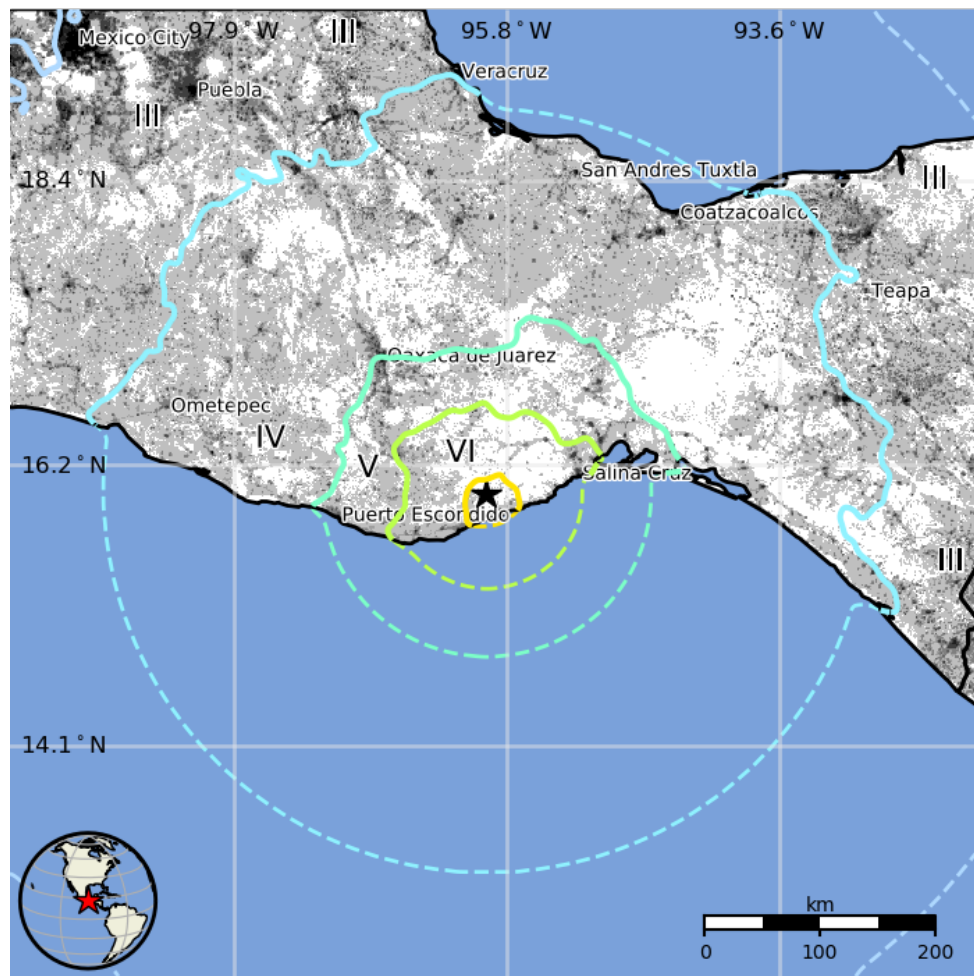 97.9°W
95.8°W
93.6°W
Mexico City
III
Veracruz
Puebla
III
San Andres Tuxtla
18.4°N
III
Coatzacoalcos
Teapa
Oaxaca de Juarez
Ometepec
IV
V
VI
16.2°N
Salina Cruz
Puerto Escondido
III
14.1°N
km
0
100
200